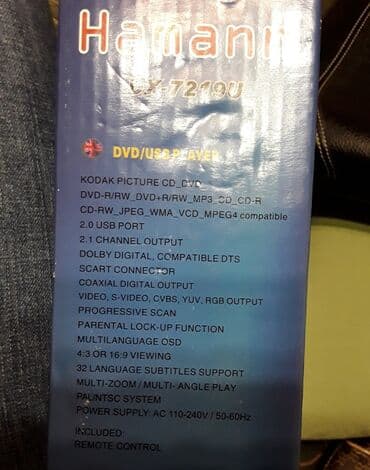 Hamann
-7219U
DVD/USB PLAYER
KODAK PICTURE CD_DVD
DVD-R/RW_DVD+R/RW_MP3_CD_CD-R
CD-RW_JPEG_WMA_VCD_MPEG4 compatible
2.0 USB PORT
2.1 CHANNEL OUTPUT
DOLBY DIGITAL, COMPATIBLE DTS
SCART CONNECTOR
COAXIAL DIGITAL OUTPUT
VIDEO, S-VIDEO, CVBS, YUV, RGB OUTPUT
PROGRESSIVE SCAN
PARENTAL LOCK-UP FUNCTION
MULTILANGUAGE OSD
4:3 OR 16:9 VIEWING
32 LANGUAGE SUBTITLES SUPPORT
MULTI-ZOOM / MULTI- ANGLE PLAY
PAL/NTSC SYSTEM
POWER SUPPLY: AC 110-240V / 50-60Hz
INCLUDED:
REMOTE CONTROL